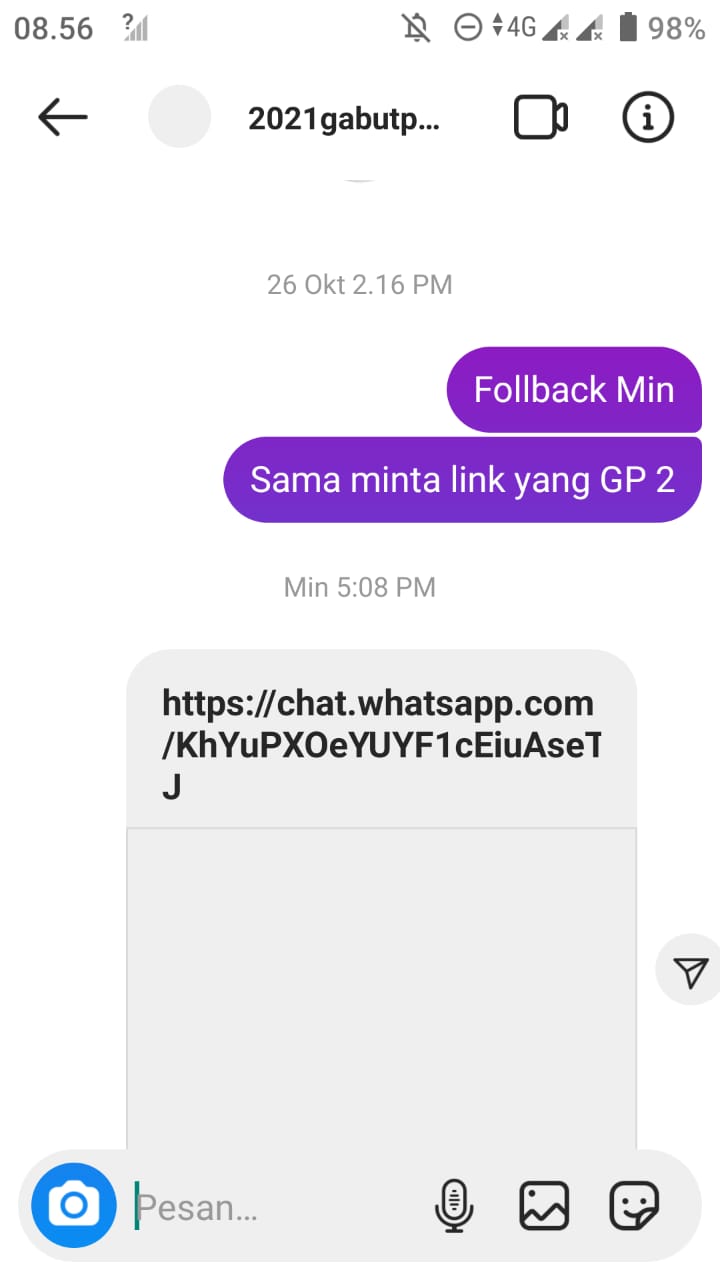 08.56 ? 4G 98%
2021gabutp...
26 Okt 2.16 PM
Follback Min
Sama minta link yang GP 2
Min 5:08 PM
https://chat.whatsapp.com
/KhYuPXOeYUYF1cEiuAseT
J
Pesan...